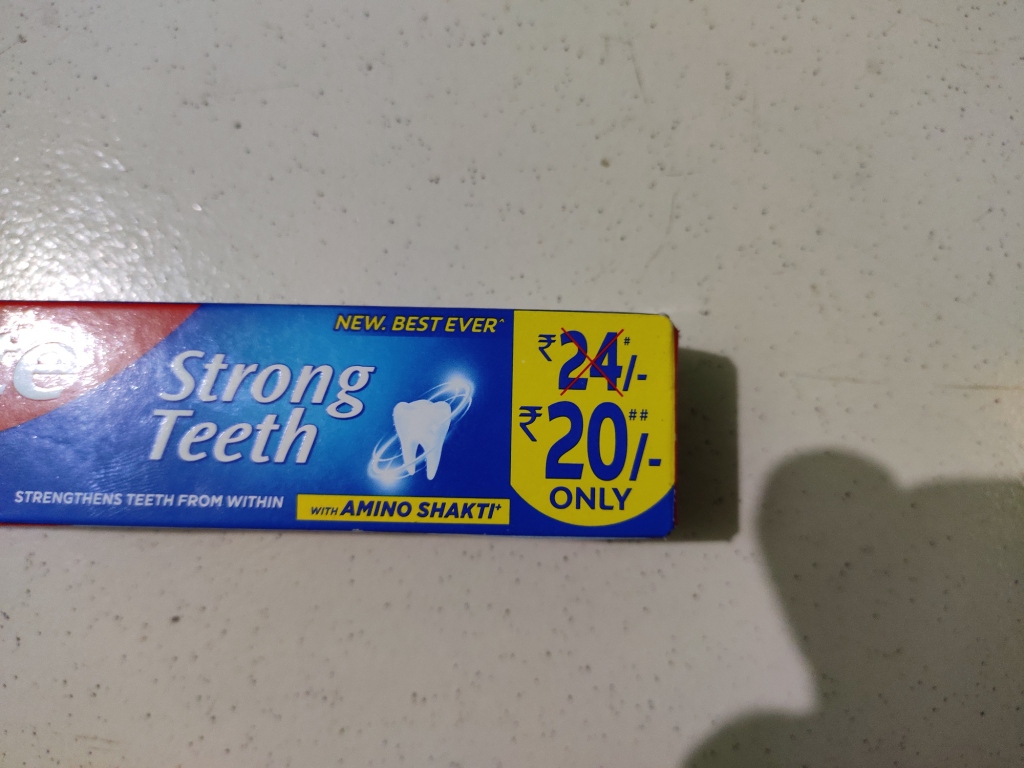 e
Strong
Teeth
STRENGTHENS TEETH FROM WITHIN
NEW. BEST EVER^
WITH AMINO SHAKTI+
₹24#/-
₹20##/-
ONLY